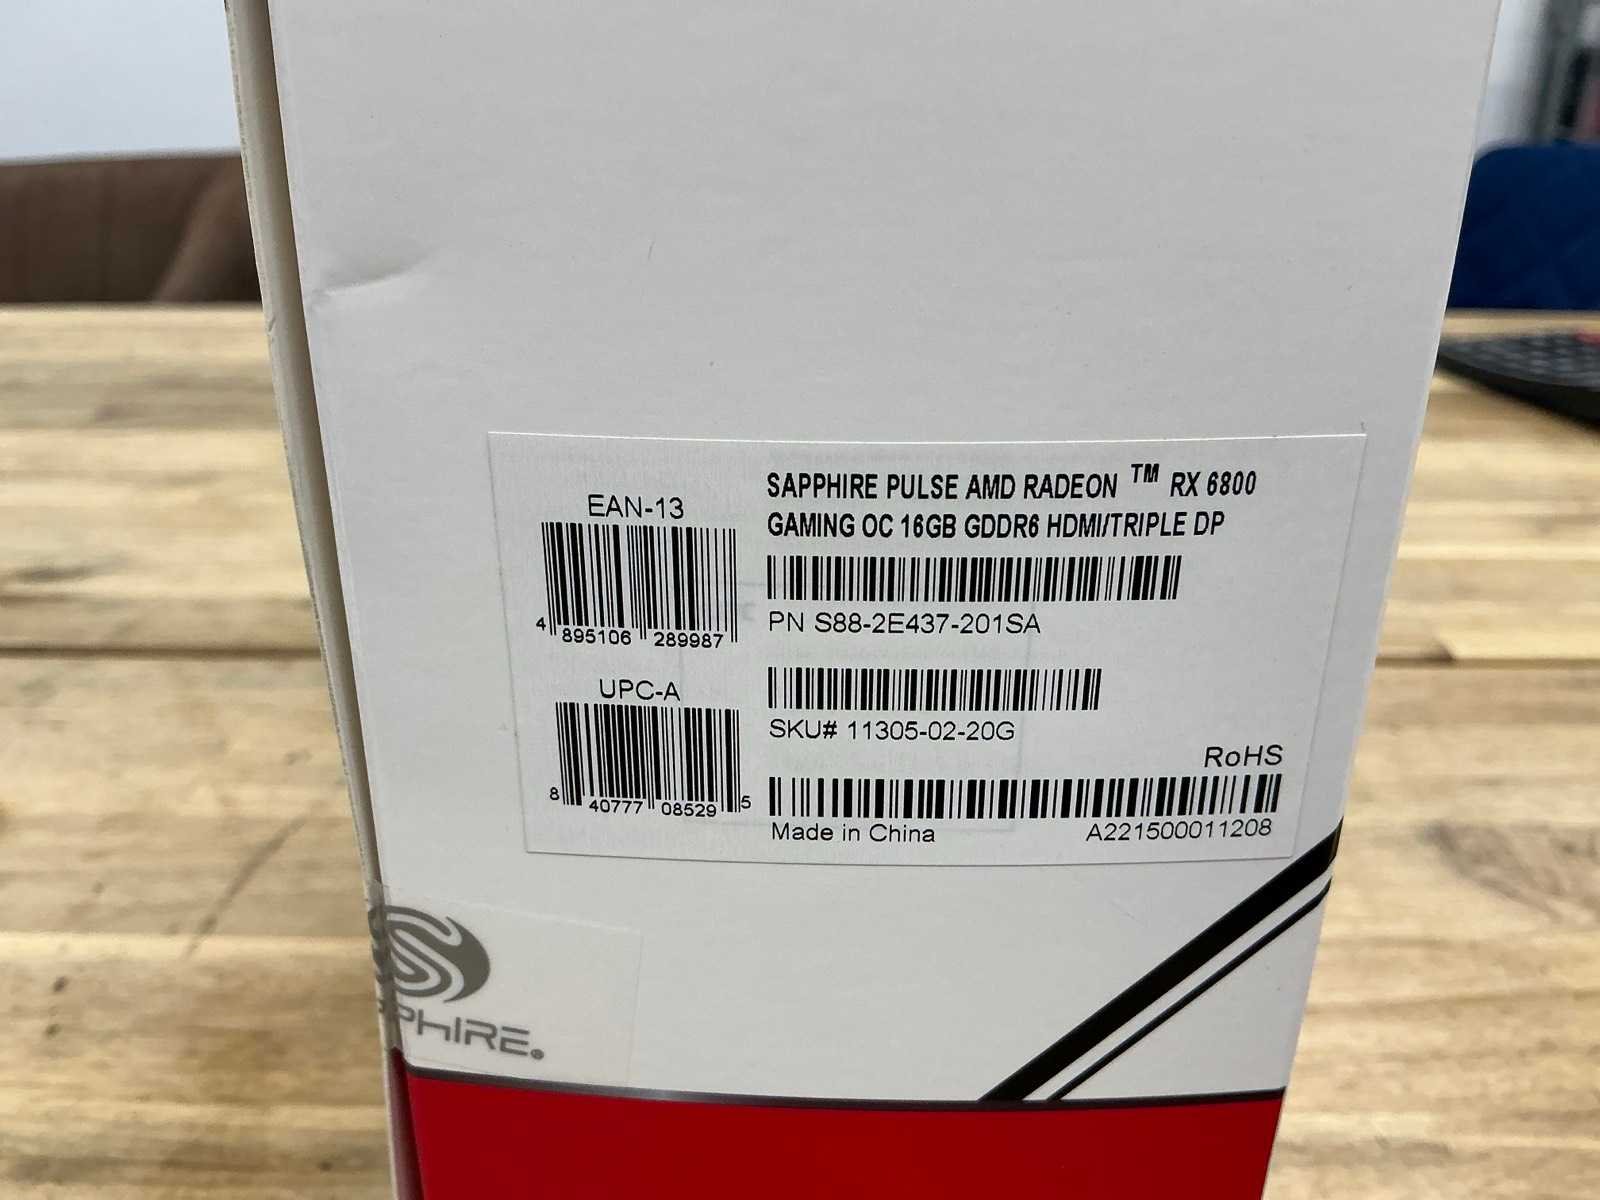 SAPPHIRE PULSE AMD RADEON ™ RX 6800
GAMING OC 16GB GDDR6 HDMI/TRIPLE DP
EAN-13
4 895106 289987
PN S88-2E437-201SA
UPC-A
8 40777 08529 5
SKU# 11305-02-20G
RoHS
Made in China
A221500011208
SAPPHIRE®